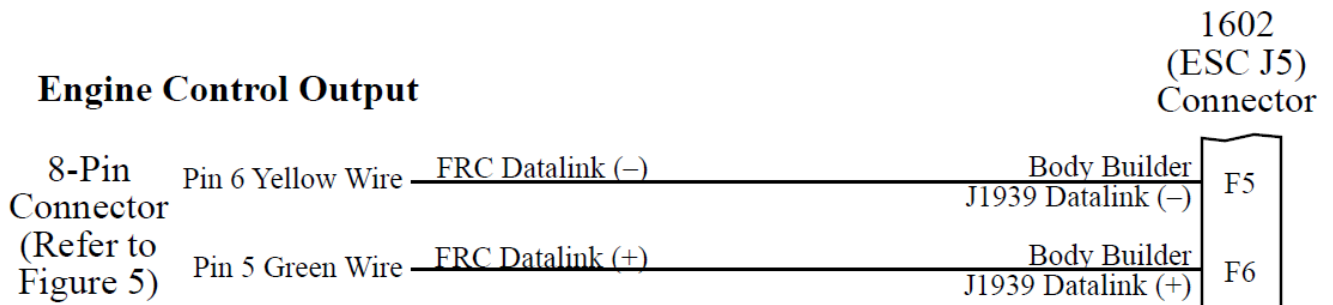 1602
(ESC J5)
Connector
Engine Control Output
8-Pin
Connector
(Refer to
Figure 5)
Pin 6 Yellow Wire
FRC Datalink (–)
Body Builder
J1939 Datalink (–)
F5
Pin 5 Green Wire
FRC Datalink (+)
Body Builder
J1939 Datalink (+)
F6